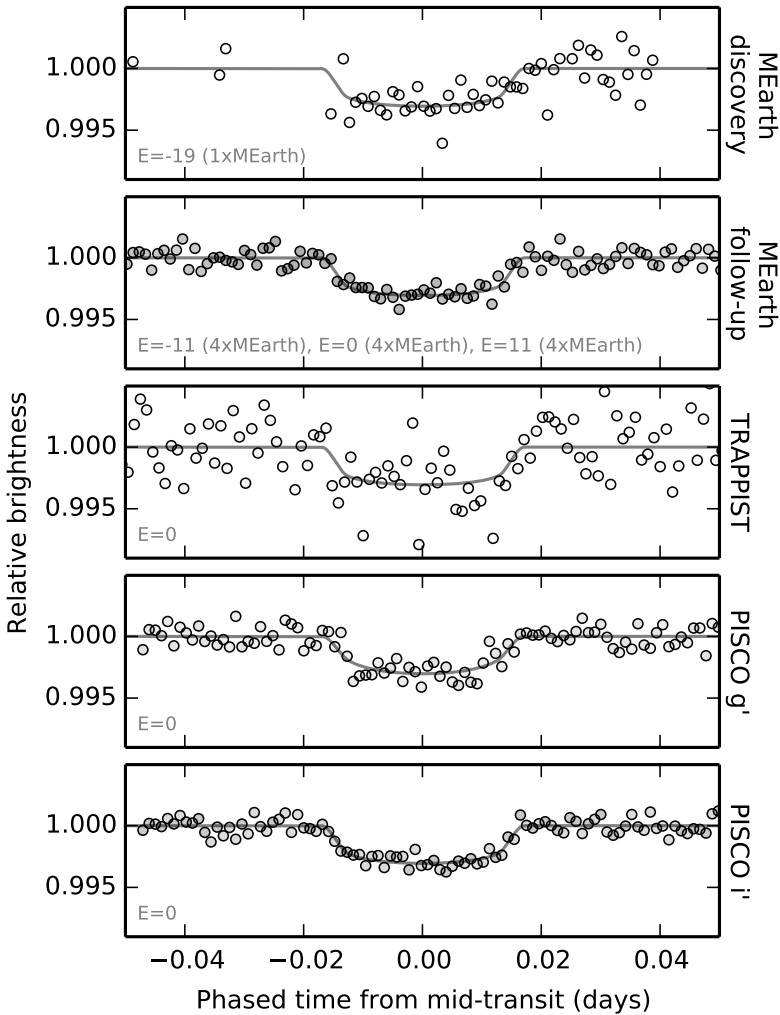 1.000
0.995
E=-19 (1xMEarth)
MEarth
discovery
1.000
0.995
E=-11 (4xMEarth), E=0 (4xMEarth), E=11 (4xMEarth)
MEarth
follow-up
1.000
0.995
E=0
TRAPPIST
1.000
0.995
E=0
PISCO g'
1.000
0.995
E=0
PISCO i'
Relative brightness
−0.04 −0.02 0.00 0.02 0.04
Phased time from mid-transit (days)